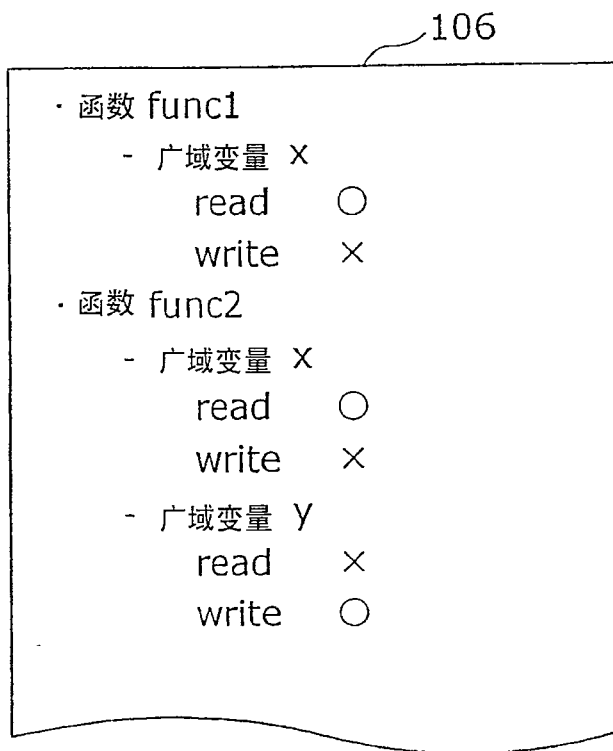 106
· 函数 func1
- 广域变量 x
read ○
write ×
· 函数 func2
- 广域变量 x
read ○
write ×
- 广域变量 y
read ×
write ○